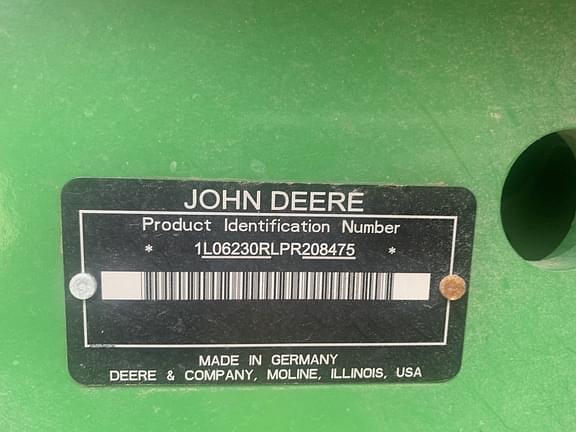 JOHN DEERE
Product Identification Number
* 1L06230RLPR208475 *
MADE IN GERMANY
DEERE & COMPANY, MOLINE, ILLINOIS, USA